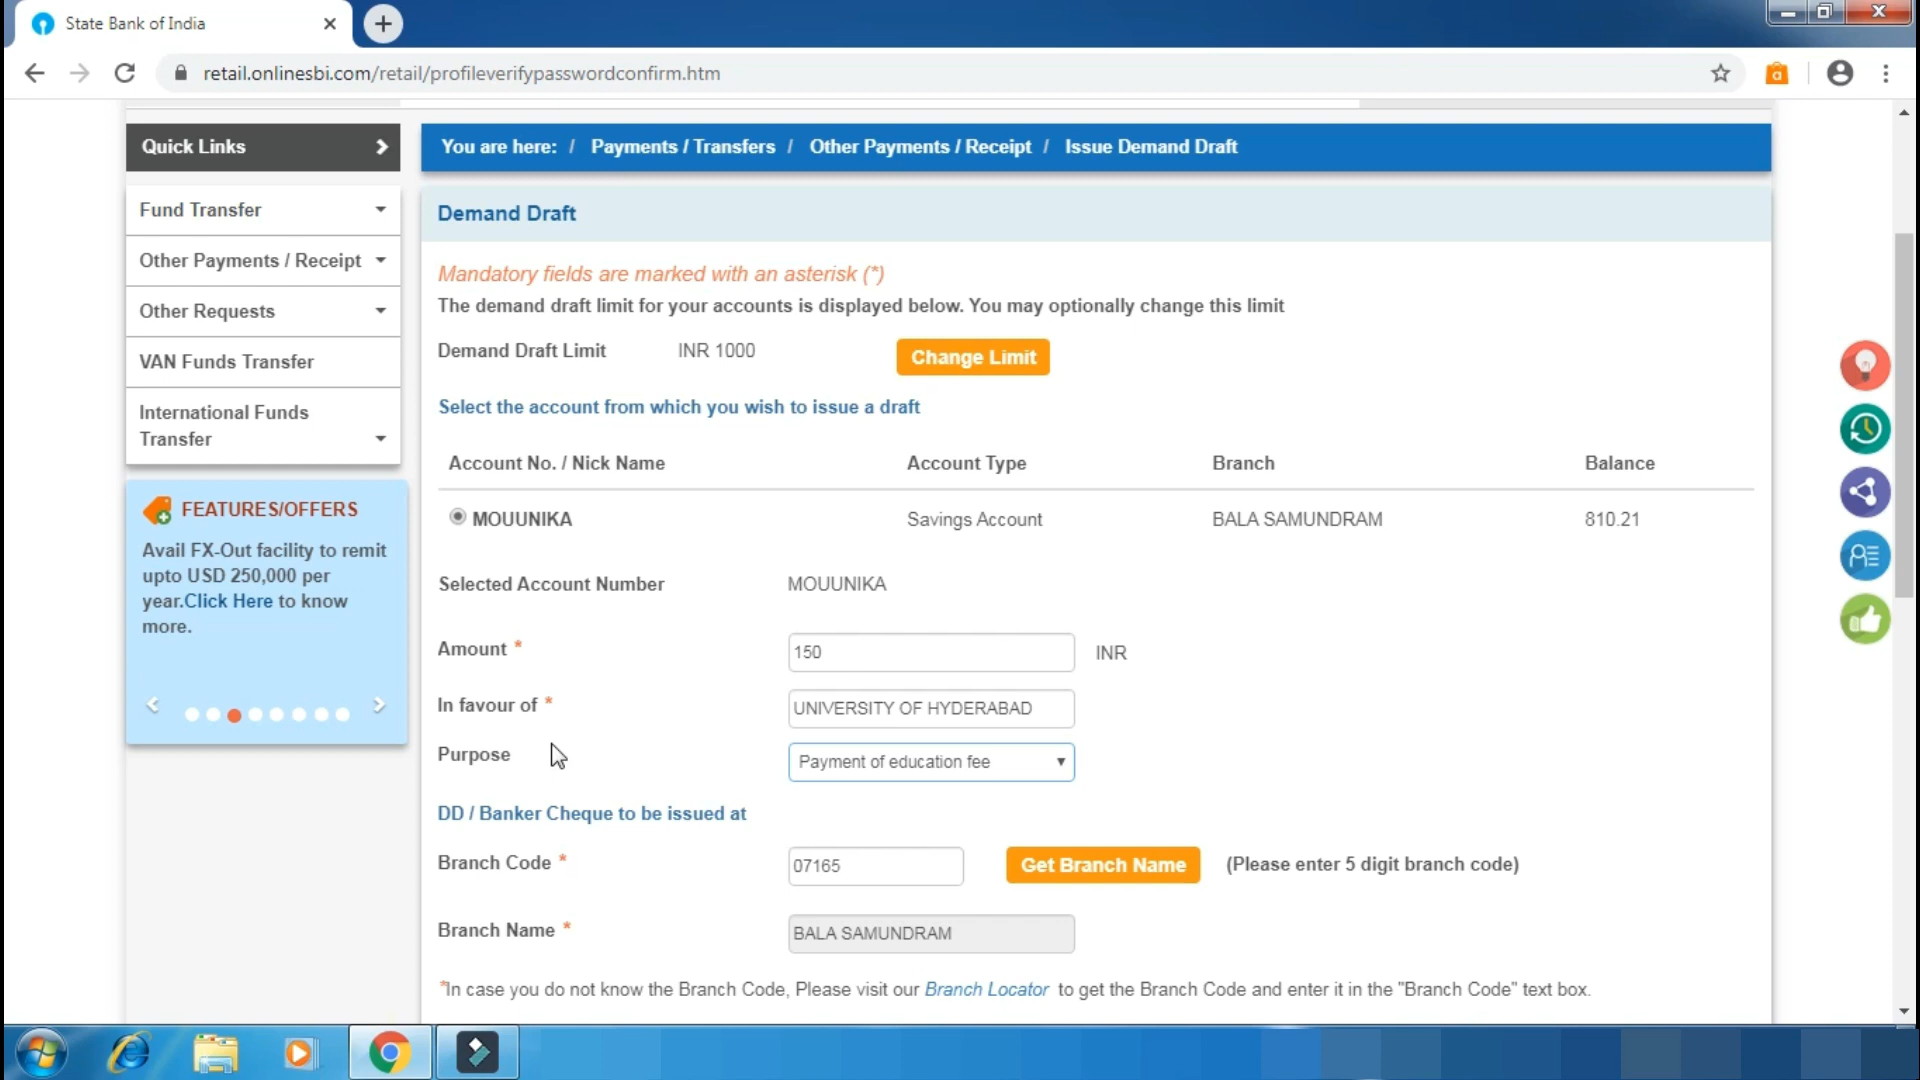 State Bank of India
retail.onlinesbi.com/retail/profileverifypasswordconfirm.htm
Quick Links
You are here: / Payments / Transfers / Other Payments / Receipt / Issue Demand Draft
Fund Transfer
Other Payments / Receipt
Other Requests
VAN Funds Transfer
International Funds
Transfer
FEATURES/OFFERS
Avail FX-Out facility to remit
upto USD 250,000 per
year.Click Here to know
more.
Demand Draft
Mandatory fields are marked with an asterisk (*)
The demand draft limit for your accounts is displayed below. You may optionally change this limit
Demand Draft Limit INR 1000 Change Limit
Select the account from which you wish to issue a draft
Account No. / Nick Name Account Type Branch Balance
MOUUNIKA Savings Account BALA SAMUNDRAM 810.21
Selected Account Number MOUUNIKA
Amount * 150 INR
In favour of * UNIVERSITY OF HYDERABAD
Purpose Payment of education fee
DD / Banker Cheque to be issued at
Branch Code * 07165 Get Branch Name (Please enter 5 digit branch code)
Branch Name * BALA SAMUNDRAM
*In case you do not know the Branch Code, Please visit our Branch Locator to get the Branch Code and enter it in the "Branch Code" text box.